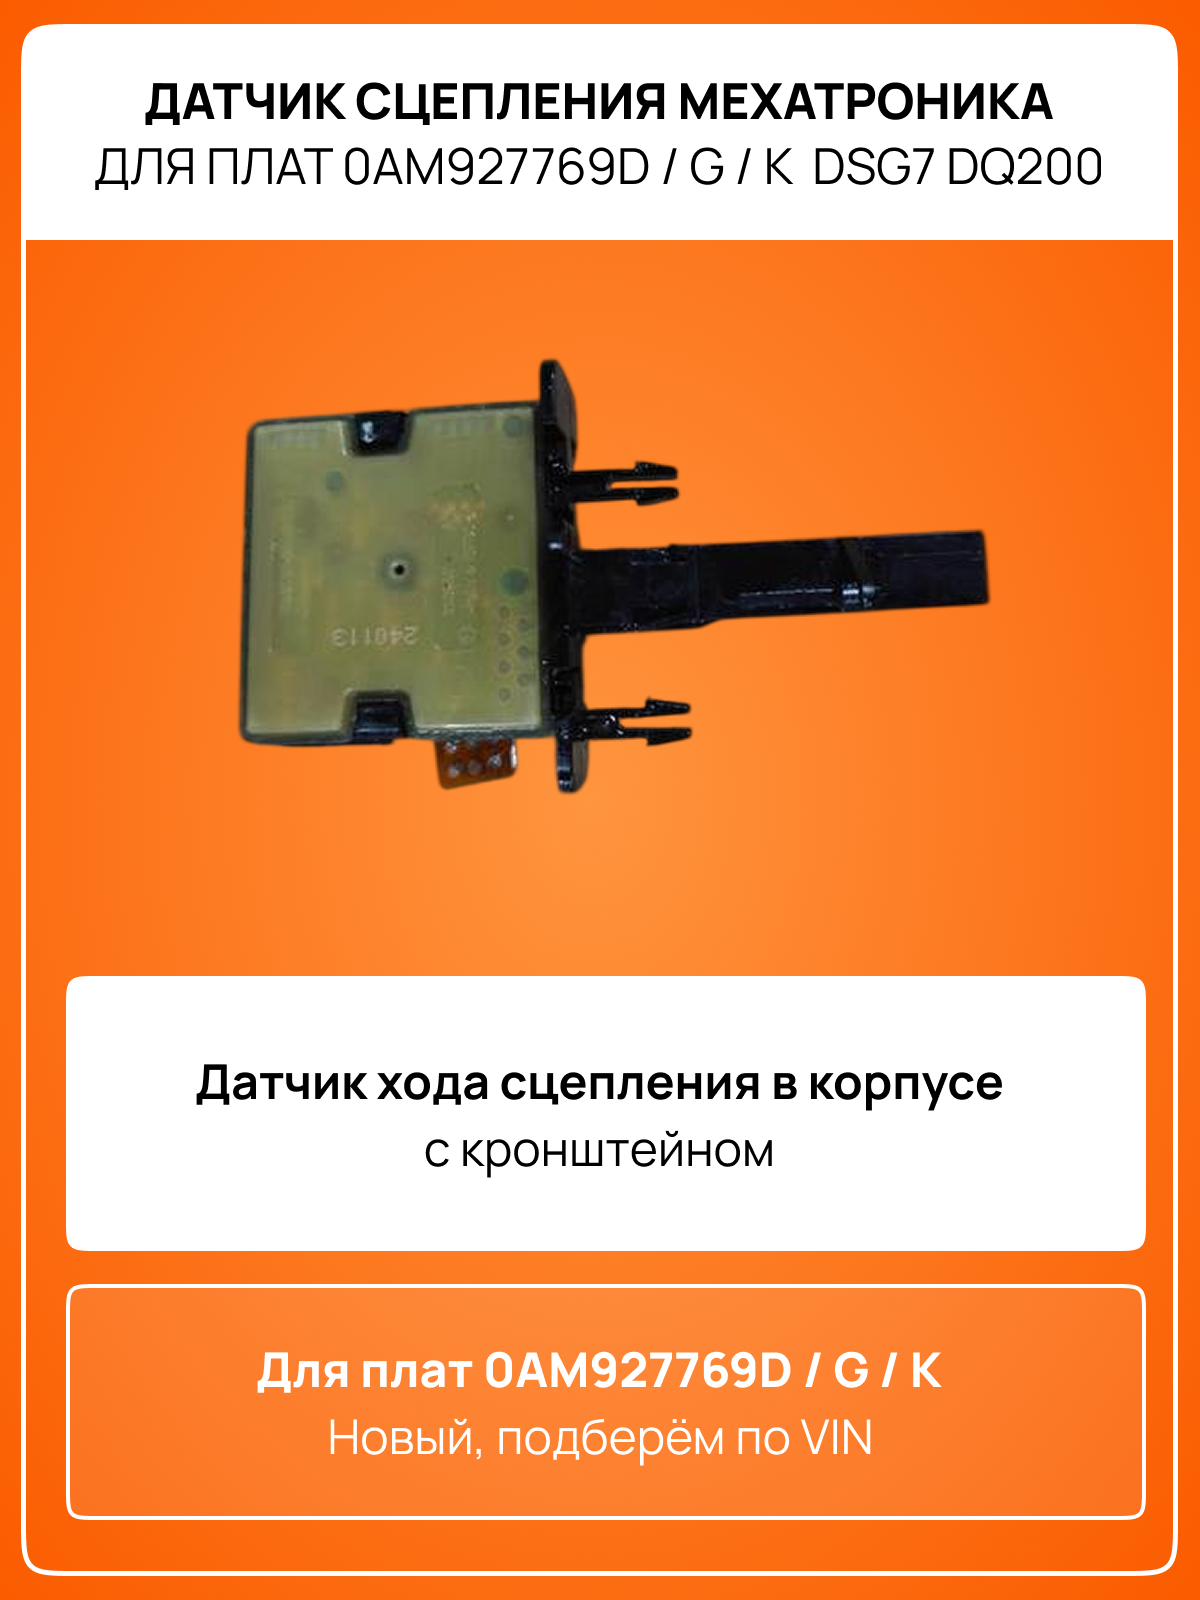 ДАТЧИК СЦЕПЛЕНИЯ МЕХАТРОНИКА
ДЛЯ ПЛАТ 0AM927769D / G / K DSG7 DQ200
240113
Датчик хода сцепления в корпусе
с кронштейном
Для плат 0AM927769D / G / K
Новый, подберём по VIN